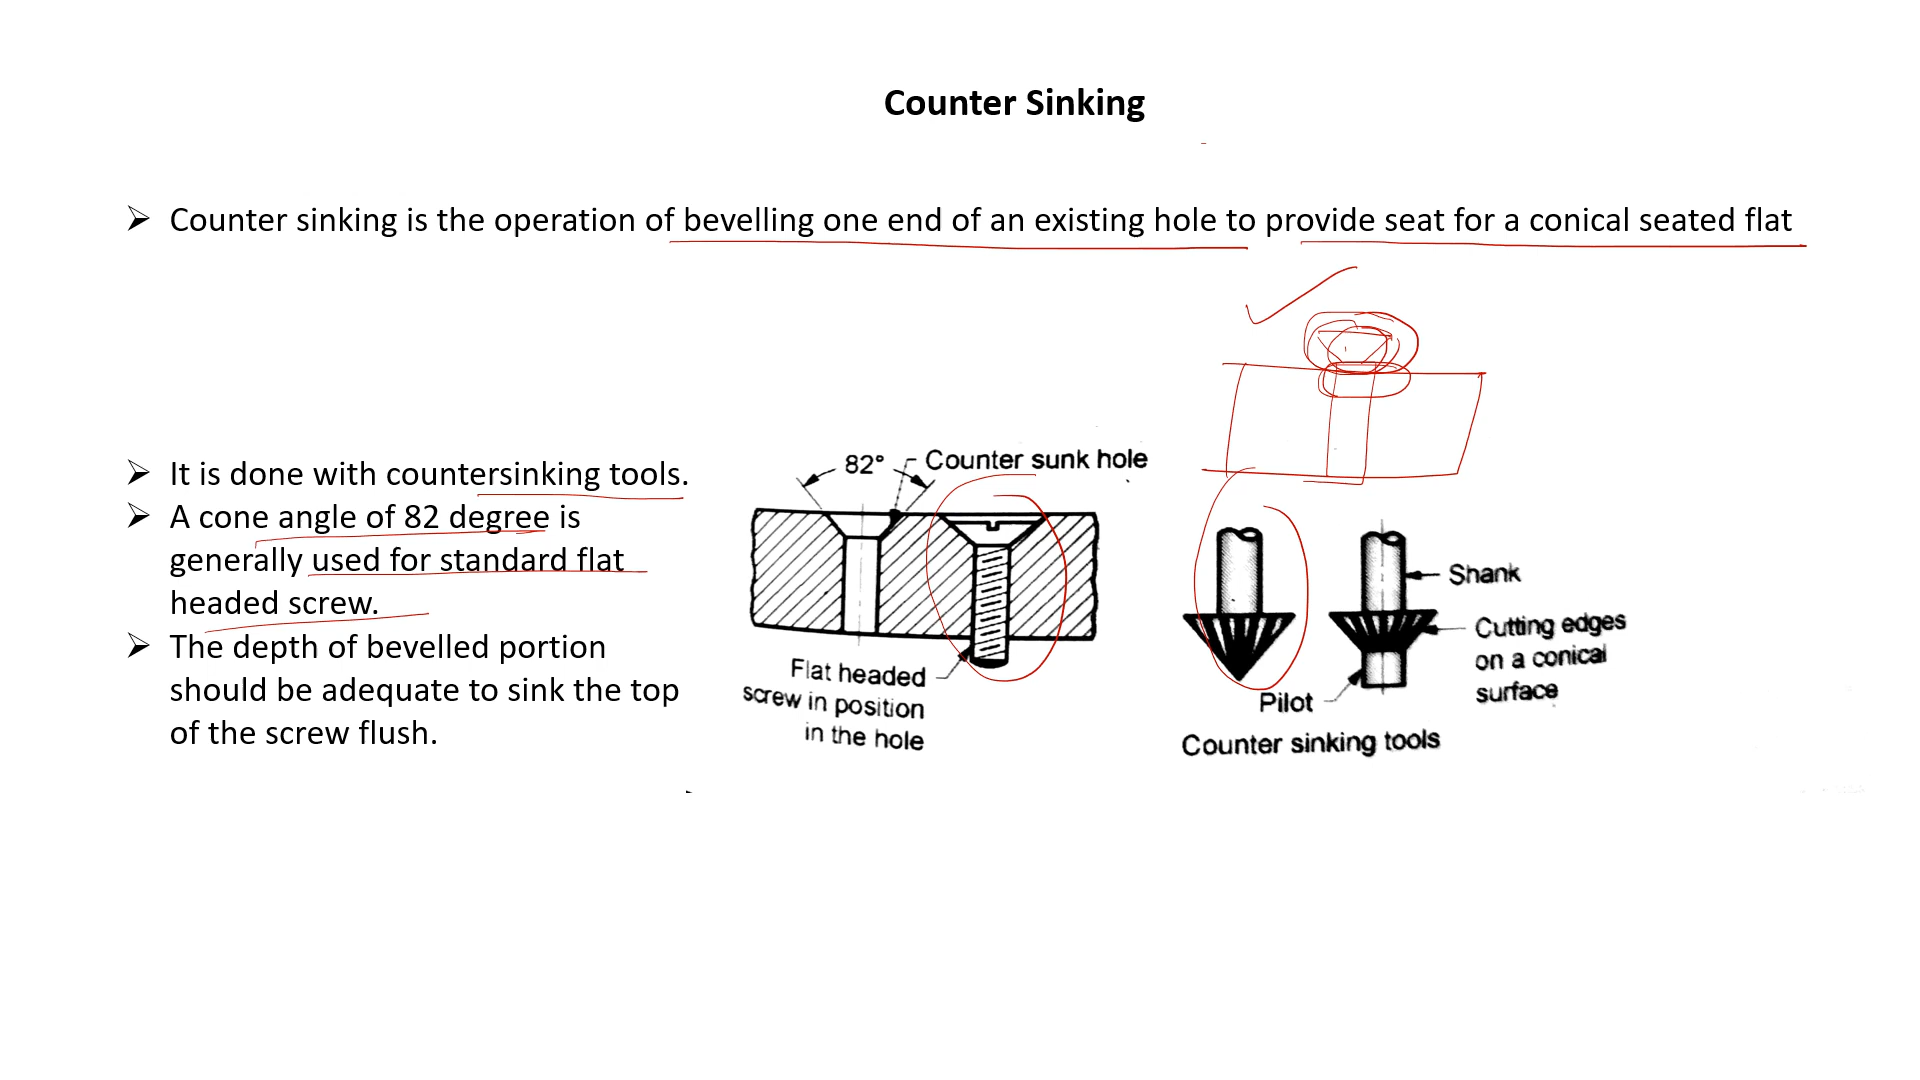 Counter Sinking
Counter sinking is the operation of bevelling one end of an existing hole to provide seat for a conical seated flat
It is done with countersinking tools.
A cone angle of 82 degree is
generally used for standard flat
headed screw.
The depth of bevelled portion
should be adequate to sink the top
of the screw flush.
82°
Counter sunk hole
Flat headed
screw in position
in the hole
Shank
Cutting edges
on a conical
surface
Pilot
Counter sinking tools